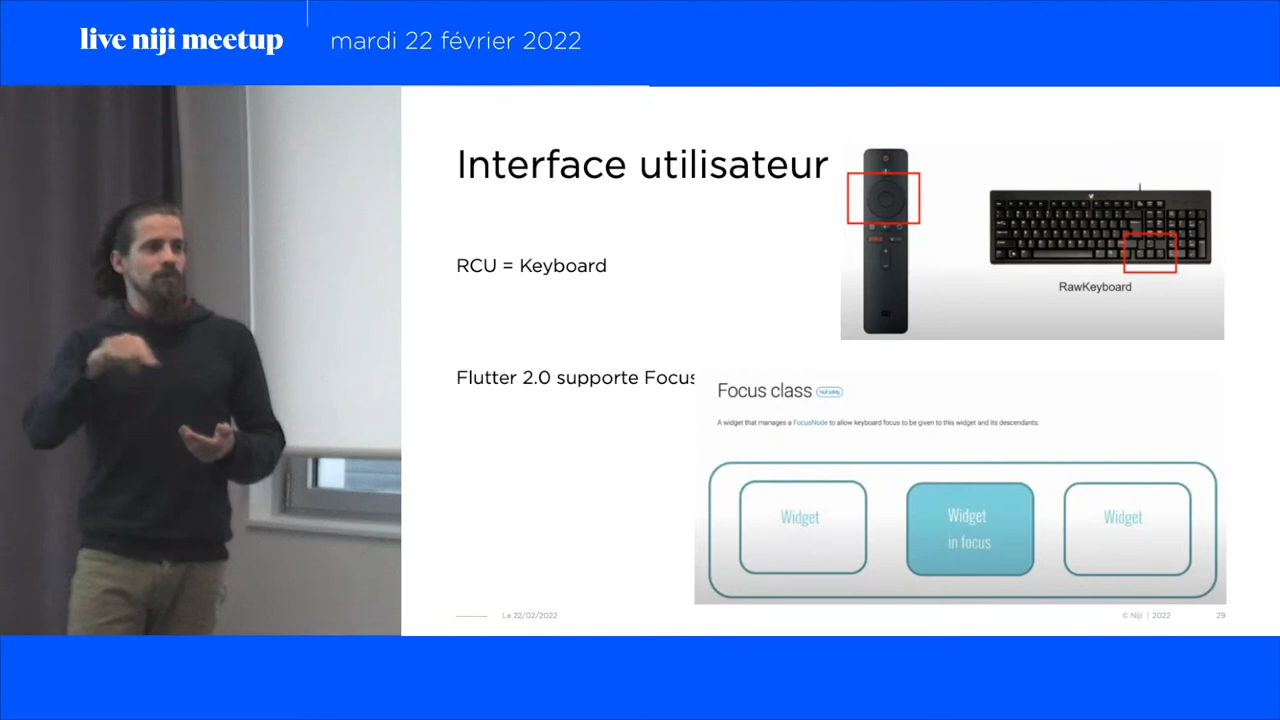 live niji meetup
mardi 22 février 2022
Interface utilisateur
RCU = Keyboard
RawKeyboard
Flutter 2.0 supporte Focus
Focus class
Null safety
A widget that manages a FocusNode to allow keyboard focus to be given to this widget and its descendants.
Widget
Widget
in focus
Widget
Le 22/02/2022
© Niji | 2022
29